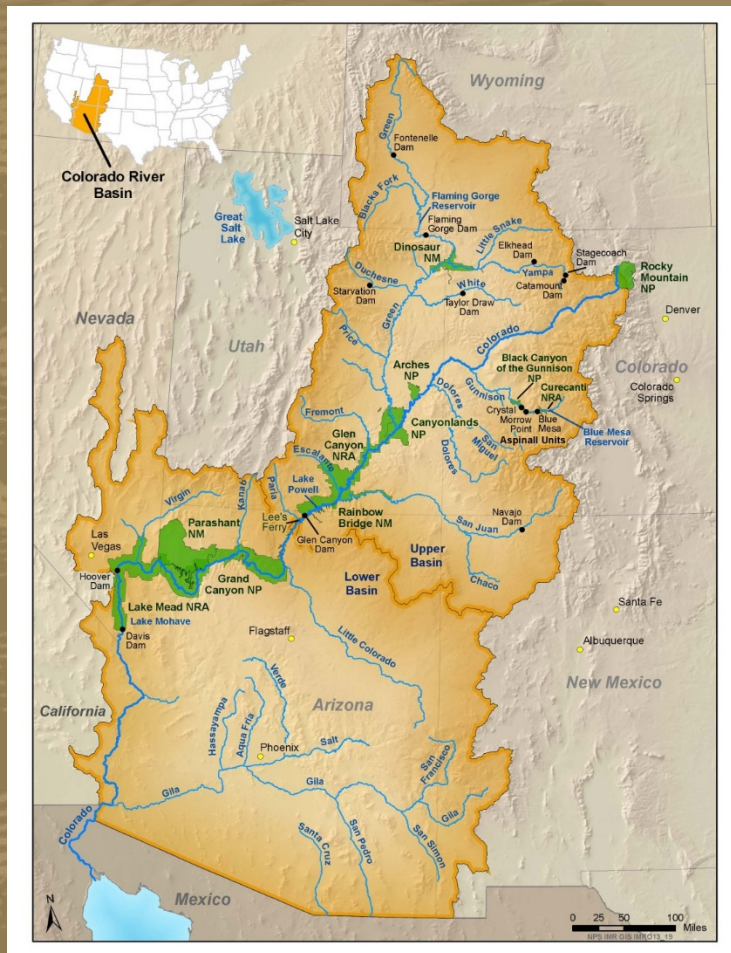 Wyoming
Colorado River
Basin
Green
Fontenelle
Dam
Blacks Fork
Flaming Gorge
Reservoir
Great
Salt
Lake
Salt Lake
City
Flaming
Gorge Dam
Little Snake
Dinosaur
NM
Elkhead
Dam
Stagecoach
Dam
Yampa
Catamount
Dam
Rocky
Mountain
NP
Duchesne
Starvation
Dam
White
Taylor Draw
Dam
Green
Price
Denver
Nevada
Utah
Colorado
Colorado
Colorado
Springs
Arches
NP
Black Canyon
of the Gunnison
NP
Gunnison
Curecanti
NRA
Dolores
Crystal
Morrow
Point
Blue
Mesa
Aspinall Units
Blue Mesa
Reservoir
Canyonlands
NP
Fremont
Glen
Canyon
NRA
San
Miguel
Dolores
Escalante
Lake
Powell
Paria
Kanab
Virgin
Lee's
Ferry
Rainbow
Bridge NM
Glen Canyon
Dam
San Juan
Navajo
Dam
Chaco
Upper
Basin
Lower
Basin
Las
Vegas
Parashant
NM
Hoover
Dam
Grand
Canyon NP
Lake Mead NRA
Lake Mohave
Davis
Dam
Flagstaff
Little Colorado
Santa Fe
Albuquerque
New Mexico
California
Arizona
Verde
Hassayampa
Aqua Fria
Phoenix
Salt
San
Francisco
Gila
Gila
Gila
Colorado
Santa Cruz
San Pedro
San Simon
Mexico
N
0 25 50 100
Miles
NPS IMR GIS IMRG13_15